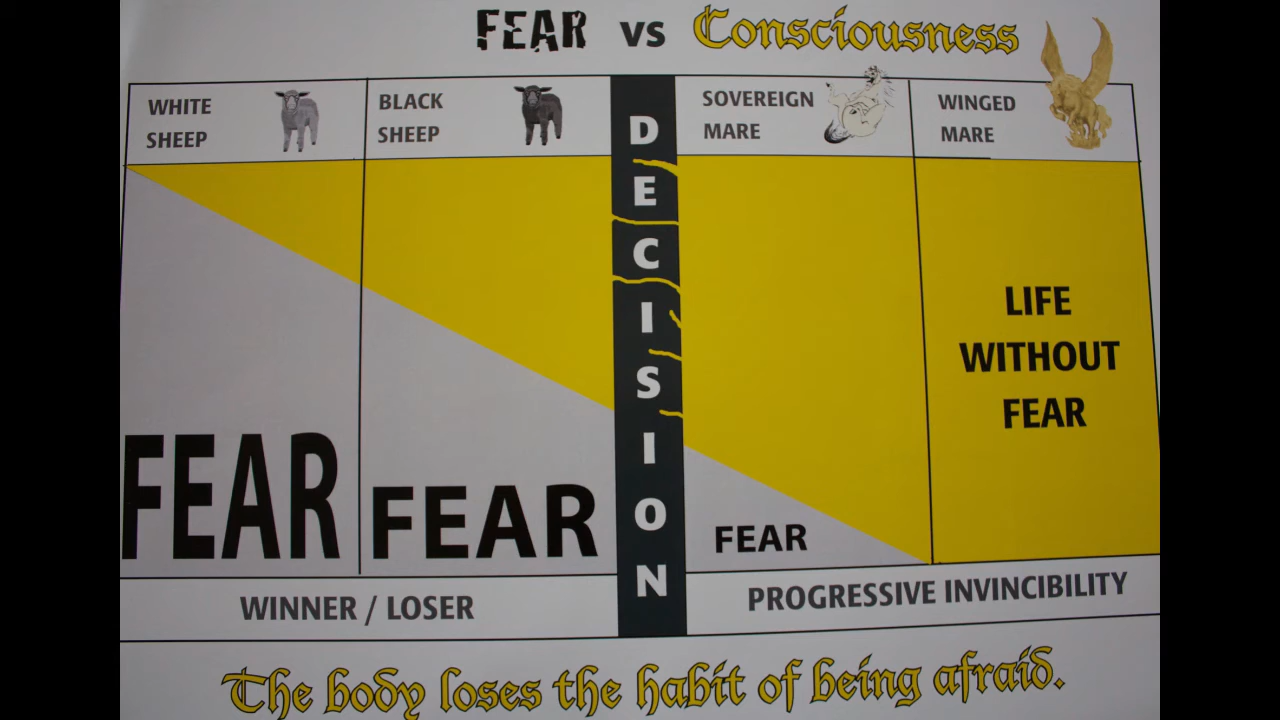 FEAR vs Consciousness
WHITE
SHEEP
BLACK
SHEEP
DECISION
SOVEREIGN
MARE
WINGED
MARE
LIFE
WITHOUT
FEAR
FEAR
FEAR
FEAR
WINNER / LOSER
PROGRESSIVE INVINCIBILITY
The body loses the habit of being afraid.